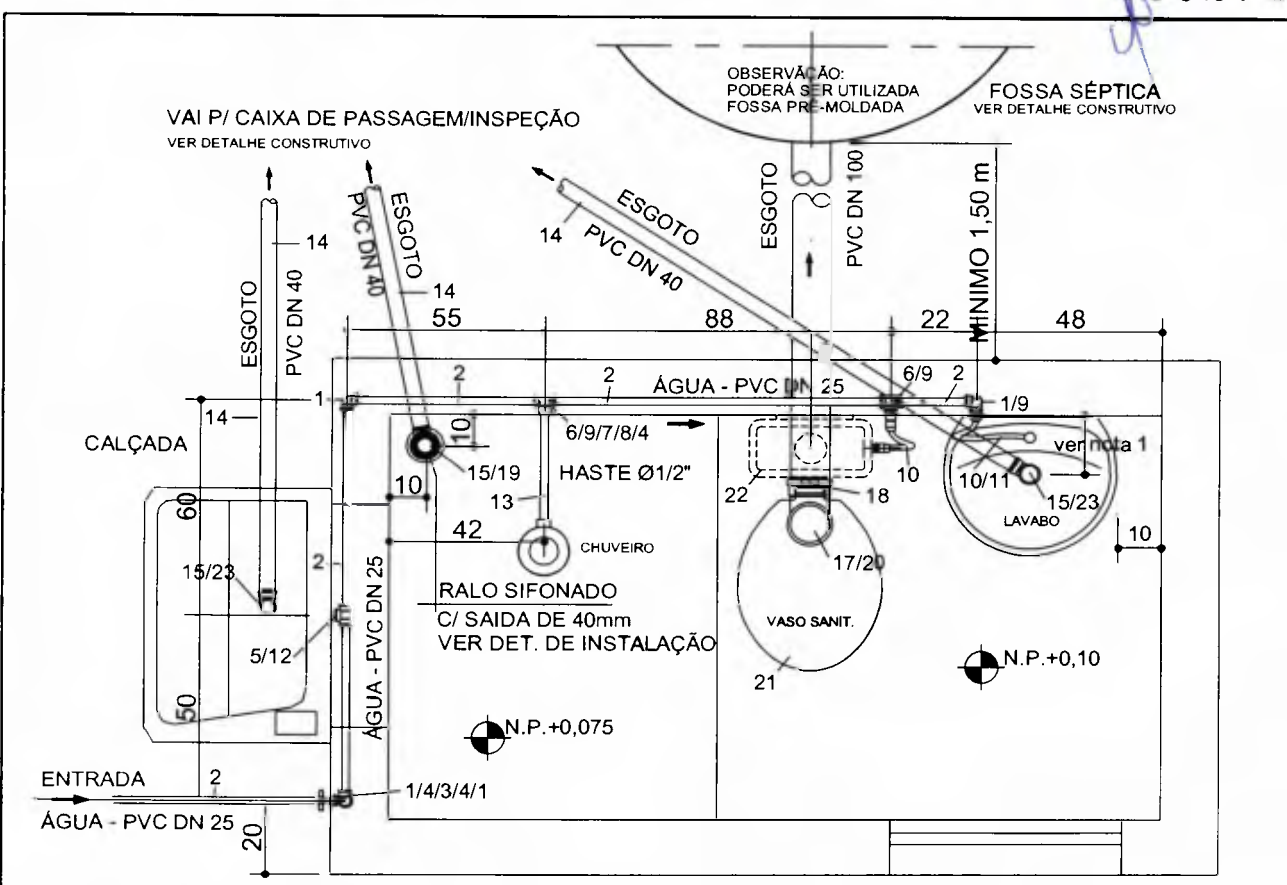 OBSERVAÇÃO:
PODERÁ SER UTILIZADA
FOSSA PRÉ-MOLDADA
FOSSA SÉPTICA
VER DETALHE CONSTRUTIVO
VAI P/ CAIXA DE PASSAGEM/INSPEÇÃO
VER DETALHE CONSTRUTIVO
ESGOTO
PVC DN 40
14
ESGOTO
PVC DN 40
14
ESGOTO
PVC DN 40
14
ESGOTO
PVC DN 100
MINIMO 1,50 m
55
88
22
48
1
2
2
ÁGUA - PVC DN 25
6/9
2
1/9
14
CALÇADA
10
6/9/7/8/4
15/19
HASTE Ø1/2"
10
13
42
CHUVEIRO
22
18
10
10/11
ver nota 1
15/23
LAVABO
10
60
2
15/23
17/20
RALO SIFONADO
C/ SAIDA DE 40mm
VER DET. DE INSTALAÇÃO
VASO SANIT.
5/12
ÁGUA - PVC DN 25
21
N.P.+0,10
50
N.P.+0,075
ENTRADA
2
1/4/3/4/1
ÁGUA - PVC DN 25
20